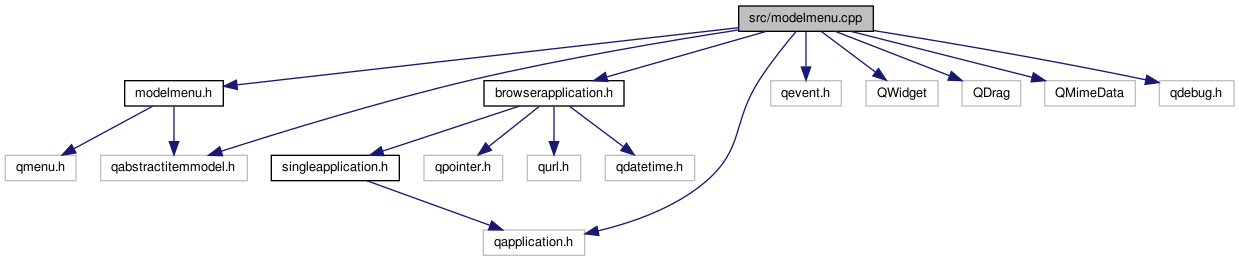 src/modelmenu.cpp
modelmenu.h
browserapplication.h
qevent.h
QWidget
QDrag
QMimeData
qdebug.h
qmenu.h
qabstractitemmodel.h
singleapplication.h
qpointer.h
qurl.h
qdatetime.h
qapplication.h